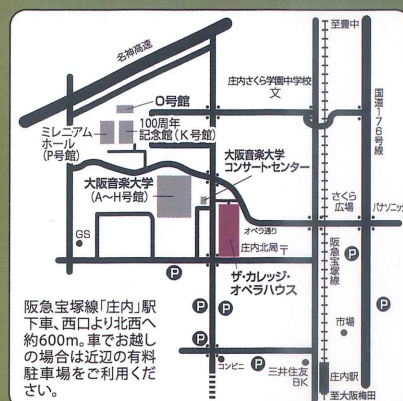 名神高速
至豊中
O号館
庄内さくら学園中学校
文
国道176号線
ミレニアム
ホール
(P号館)
100周年
記念館(K号館)
大阪音楽大学
コンサート・センター
大阪音楽大学
(A〜H号館)
さくら
広場
パナソニック
オペラ通り
GS
庄内北局〒
阪急宝塚線
P
ザ・カレッジ・
オペラハウス
P
P
P
P
市場
阪急宝塚線「庄内」駅
下車、西口より北西へ
約600m。車でお越し
の場合は近辺の有料
駐車場をご利用くだ
さい。
コンビニ
P
三井住友
BK
庄内駅
至大阪梅田